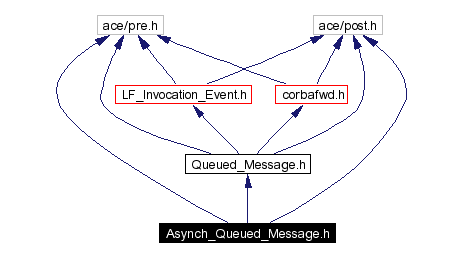 ace/pre.h
ace/post.h
LF_Invocation_Event.h
corbafwd.h
Queued_Message.h
Asynch_Queued_Message.h